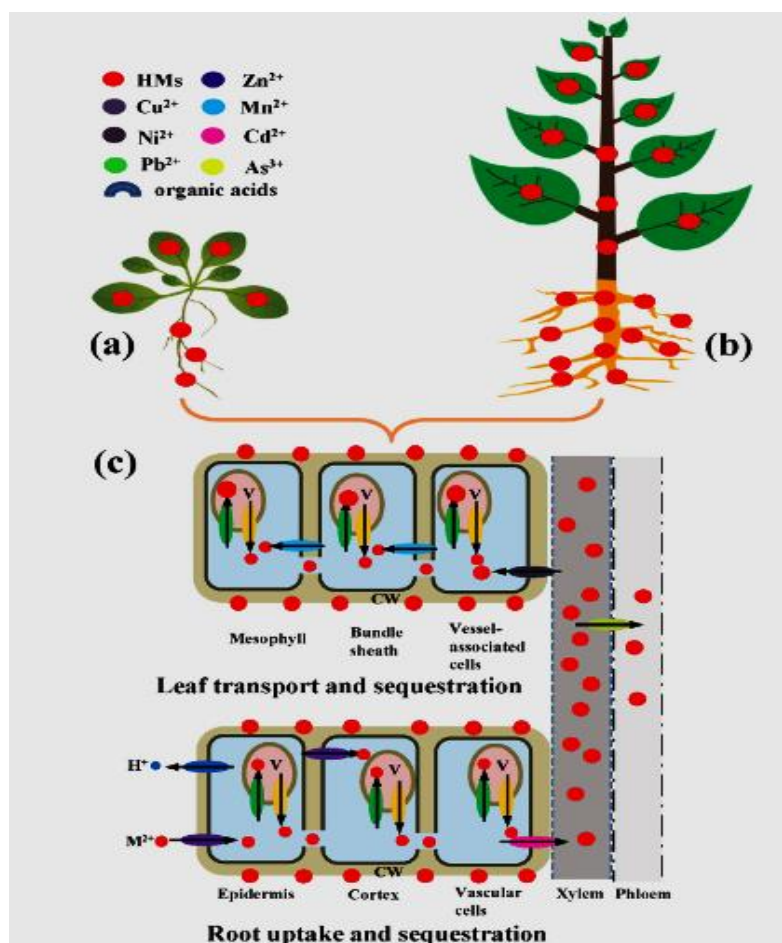 HMs Zn²⁺
Cu²⁺ Mn²⁺
Ni²⁺ Cd²⁺
Pb²⁺ As³⁺
organic acids
(a)
(b)
(c)
V V V
CW
Mesophyll Bundle sheath Vessel-associated cells
Leaf transport and sequestration
H⁺
V V V
M²⁺
CW
Epidermis Cortex Vascular cells Xylem Phloem
Root uptake and sequestration